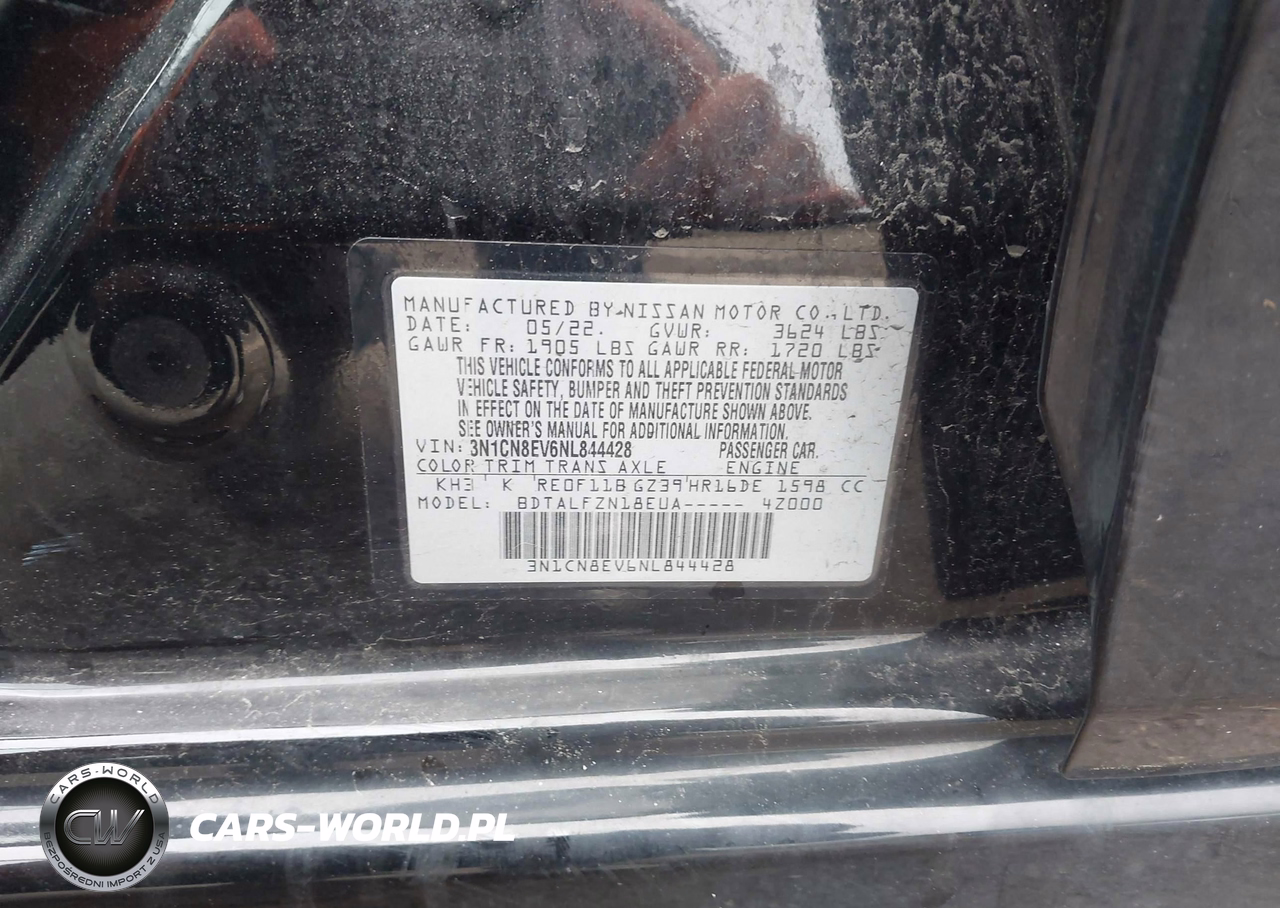 MANUFACTURED BY NISSAN MOTOR CO.,LTD.
DATE: 05/22. GVWR: 3624 LBS
GAWR FR: 1905 LBS GAWR RR: 1720 LBS
THIS VEHICLE CONFORMS TO ALL APPLICABLE FEDERAL MOTOR
VEHICLE SAFETY, BUMPER AND THEFT PREVENTION STANDARDS
IN EFFECT ON THE DATE OF MANUFACTURE SHOWN ABOVE.
SEE OWNER'S MANUAL FOR ADDITIONAL INFORMATION.
VIN: 3N1CN8EV6NL844428 PASSENGER CAR.
COLOR TRIM TRANS AXLE ENGINE
KH3 K RE0F11B GZ39 HR16DE 1598 CC
MODEL: BDTALFZN18EUA----- 4Z000
3N1CN8EV6NL844428
CARS-WORLD
CW
BEZPOŚREDNI IMPORT Z USA
CARS-WORLD.PL